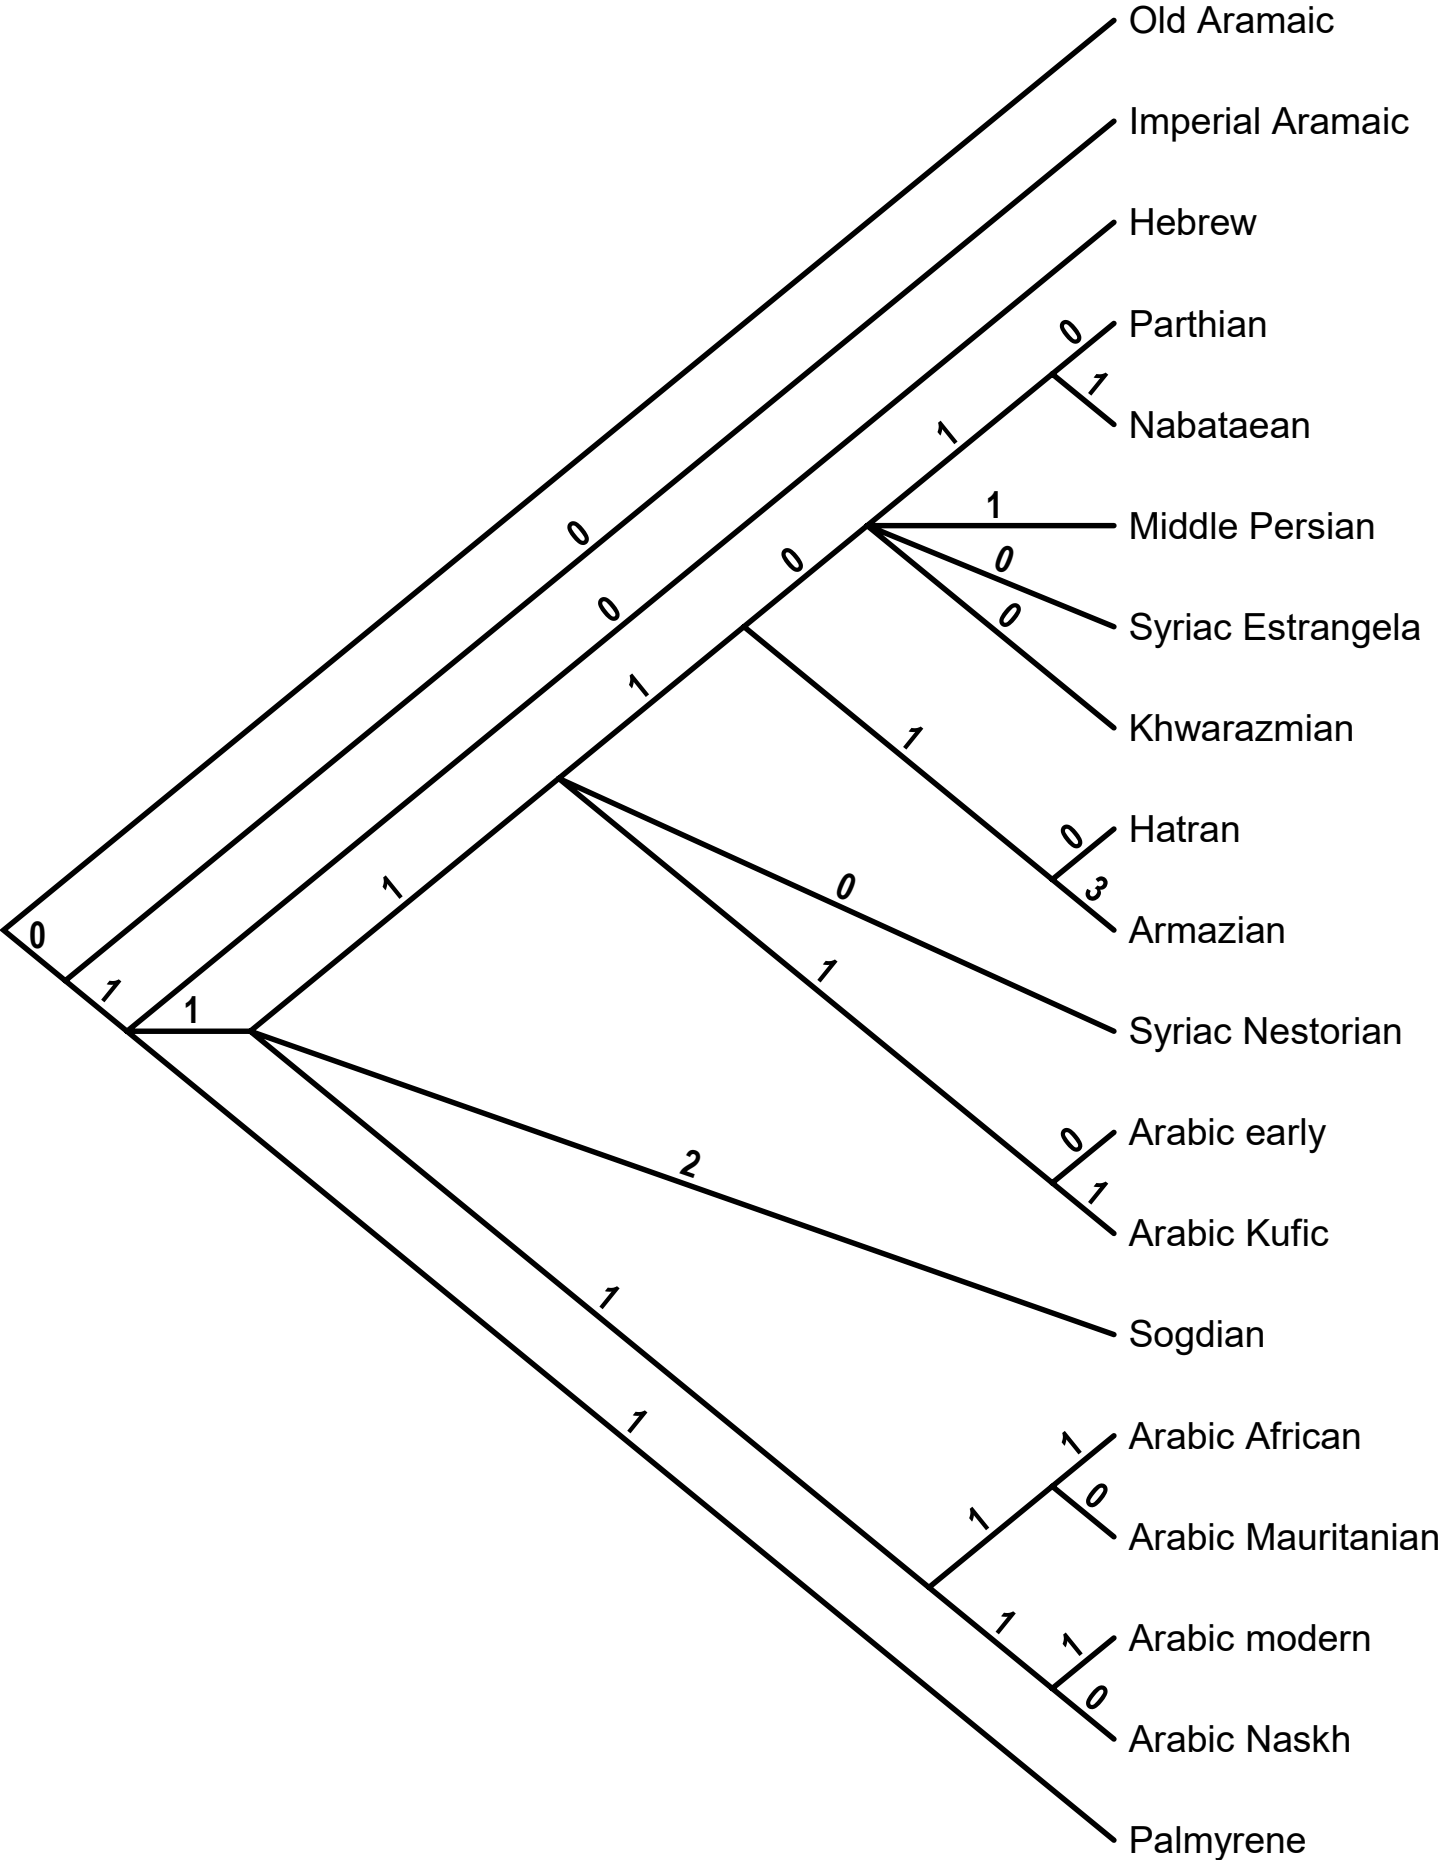 Old Aramaic
Imperial Aramaic
Hebrew
0
Parthian
1
Nabataean
1
1
Middle Persian
0
0
0
Syriac Estrangela
0
0
1
Khwarazmian
1
0
Hatran
1
0
3
Armazian
0
1
1
1
Syriac Nestorian
0
Arabic early
2
1
Arabic Kufic
1
Sogdian
1
1
Arabic African
1
0
Arabic Mauritanian
1
1
Arabic modern
0
Arabic Naskh
Palmyrene